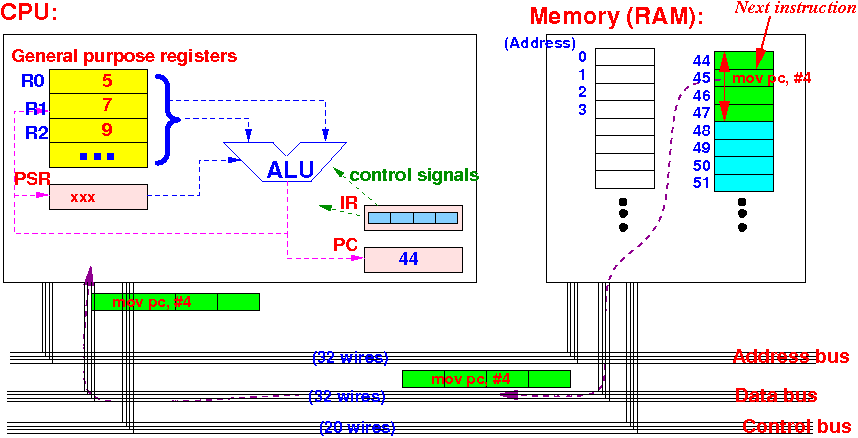 CPU:
Memory (RAM):
Next instruction
(Address)
General purpose registers
R0 5
R1 7
R2 9
PSR
xxx
ALU
control signals
IR
PC
44
0
1
2
3
44
45 mov pc, #4
46
47
48
49
50
51
mov pc, #4
(32 wires) Address bus
mov pc, #4
(32 wires) Data bus
(20 wires) Control bus